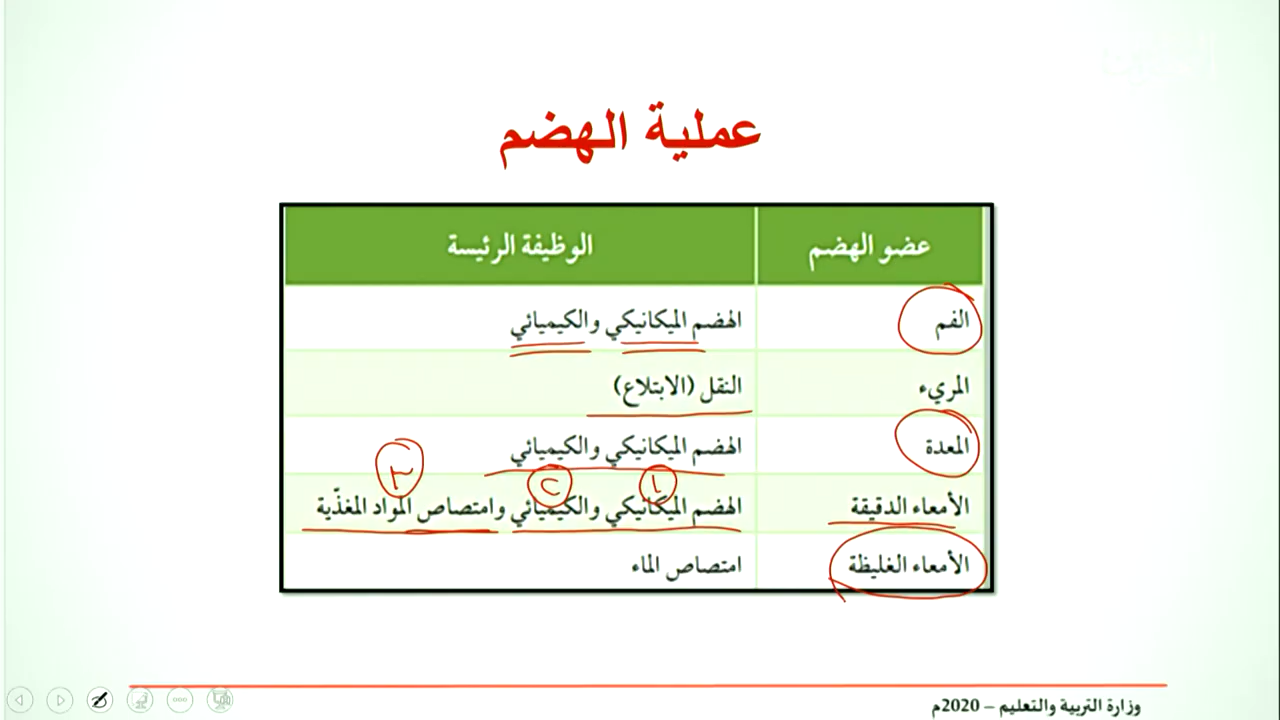 عملية الهضم
عضو الهضم الوظيفة الرئيسة
الفم الهضم الميكانيكي والكيميائي
المريء النقل (الابتلاع)
المعدة الهضم الميكانيكي والكيميائي
الأمعاء الدقيقة الهضم الميكانيكي والكيميائي وامتصاص المواد المغذّية
الأمعاء الغليظة امتصاص الماء
وزارة التربية والتعليم – 2020م